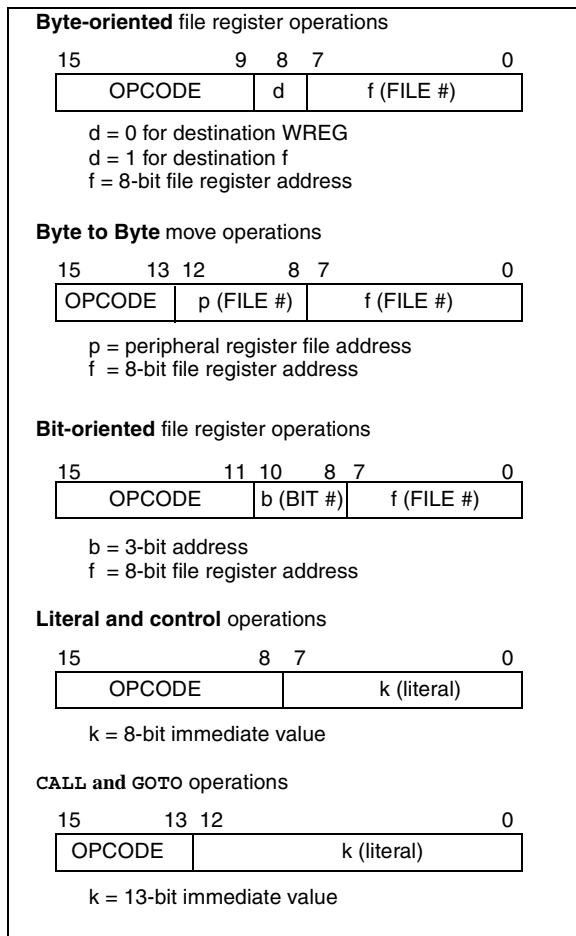 Byte-oriented file register operations
15 9 8 7 0
OPCODE d f (FILE #)
d = 0 for destination WREG
d = 1 for destination f
f = 8-bit file register address
Byte to Byte move operations
15 13 12 8 7 0
OPCODE p (FILE #) f (FILE #)
p = peripheral register file address
f = 8-bit file register address
Bit-oriented file register operations
15 11 10 8 7 0
OPCODE b (BIT #) f (FILE #)
b = 3-bit address
f = 8-bit file register address
Literal and control operations
15 8 7 0
OPCODE k (literal)
k = 8-bit immediate value
CALL and GOTO operations
15 13 12 0
OPCODE k (literal)
k = 13-bit immediate value